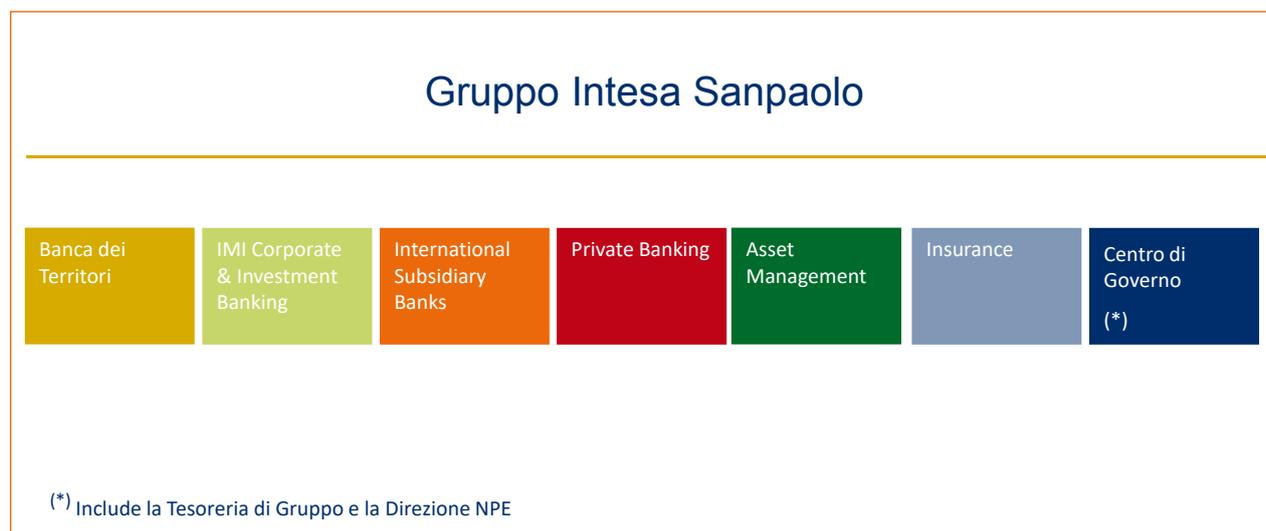 Gruppo Intesa Sanpaolo
Banca dei
Territori
IMI Corporate
& Investment
Banking
International
Subsidiary
Banks
Private Banking
Asset
Management
Insurance
Centro di
Governo
(*)
(*) Include la Tesoreria di Gruppo e la Direzione NPE